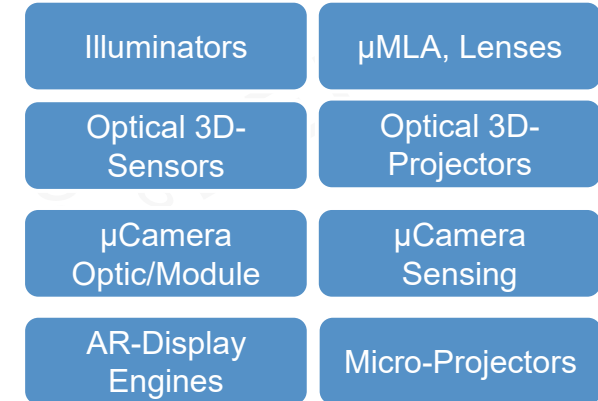 Illuminators
µMLA, Lenses
Optical 3D-
Sensors
Optical 3D-
Projectors
µCamera
Optic/Module
µCamera
Sensing
AR-Display
Engines
Micro-Projectors